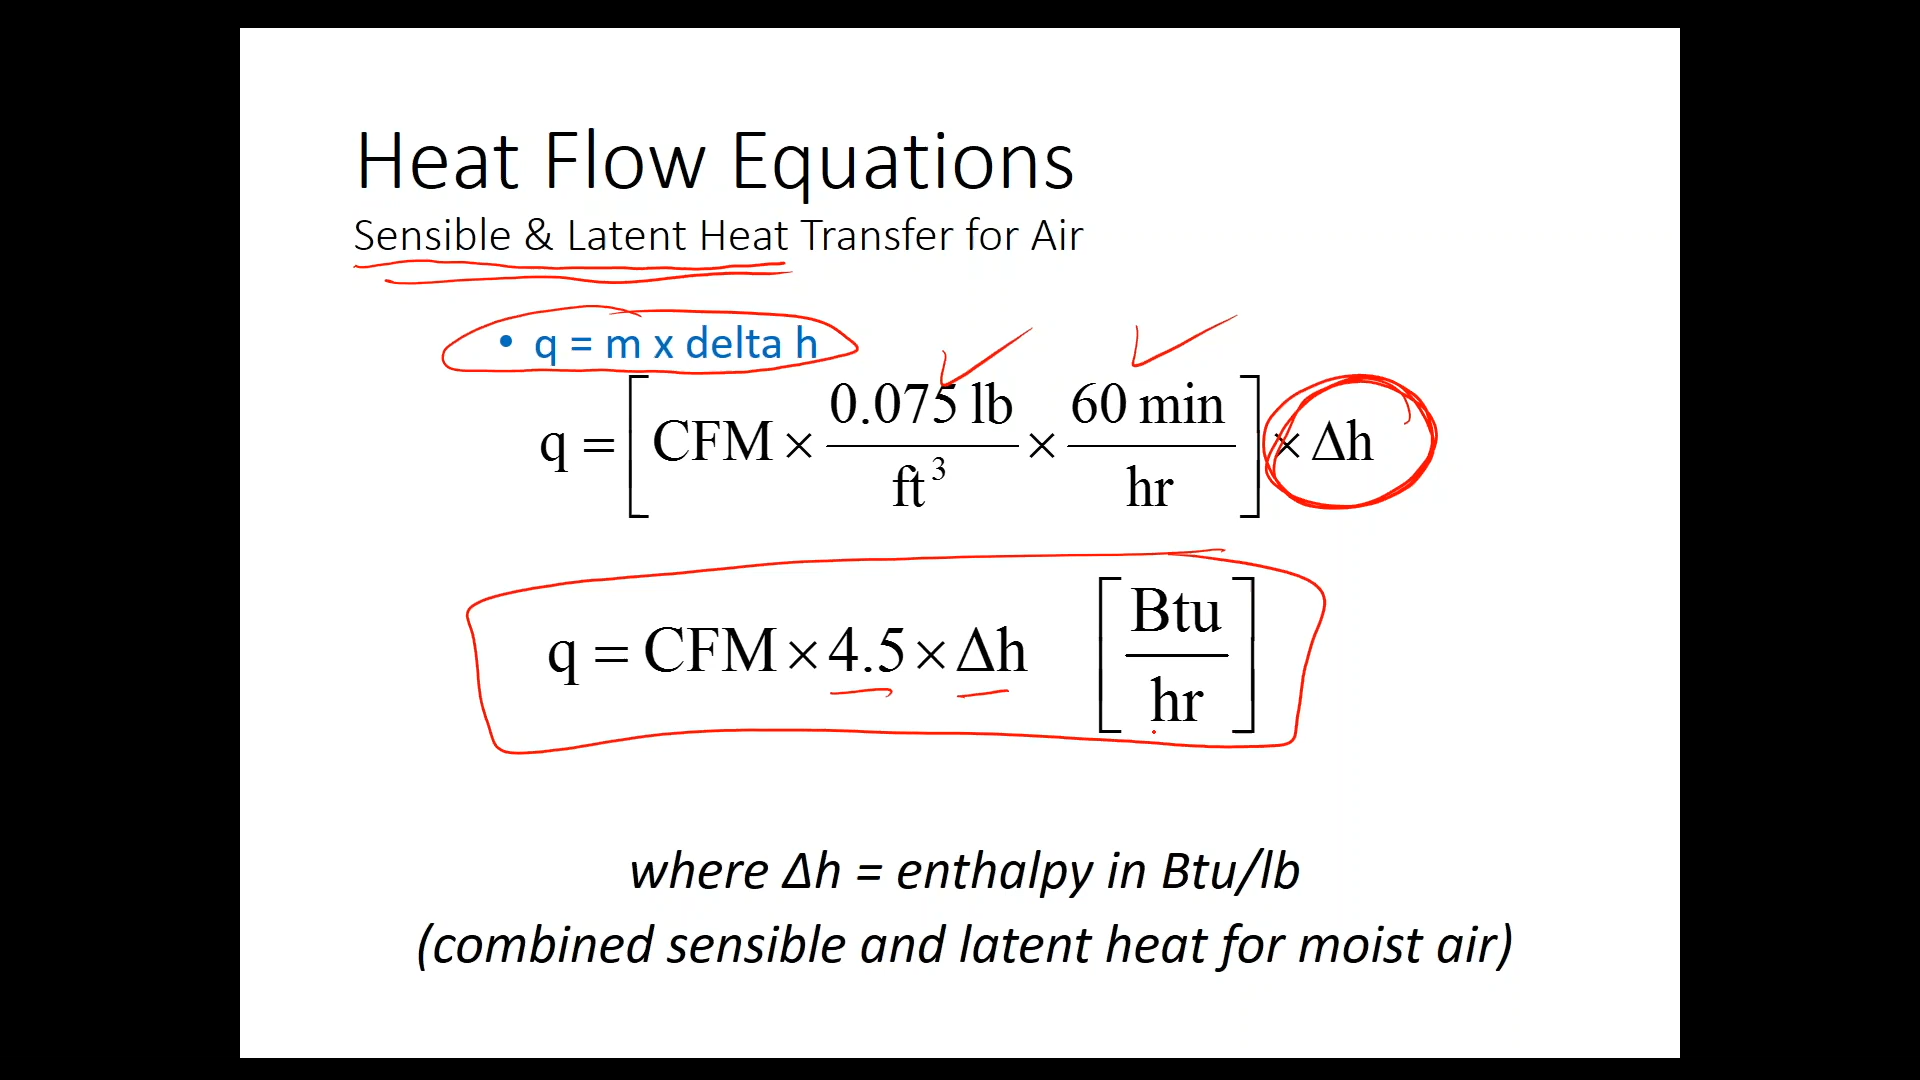 Heat Flow Equations
Sensible & Latent Heat Transfer for Air
• q = m x delta h
q = [CFM × 0.075 lb / ft³ × 60 min / hr] × Δh
q = CFM × 4.5 × Δh [Btu / hr]
where Δh = enthalpy in Btu/lb
(combined sensible and latent heat for moist air)